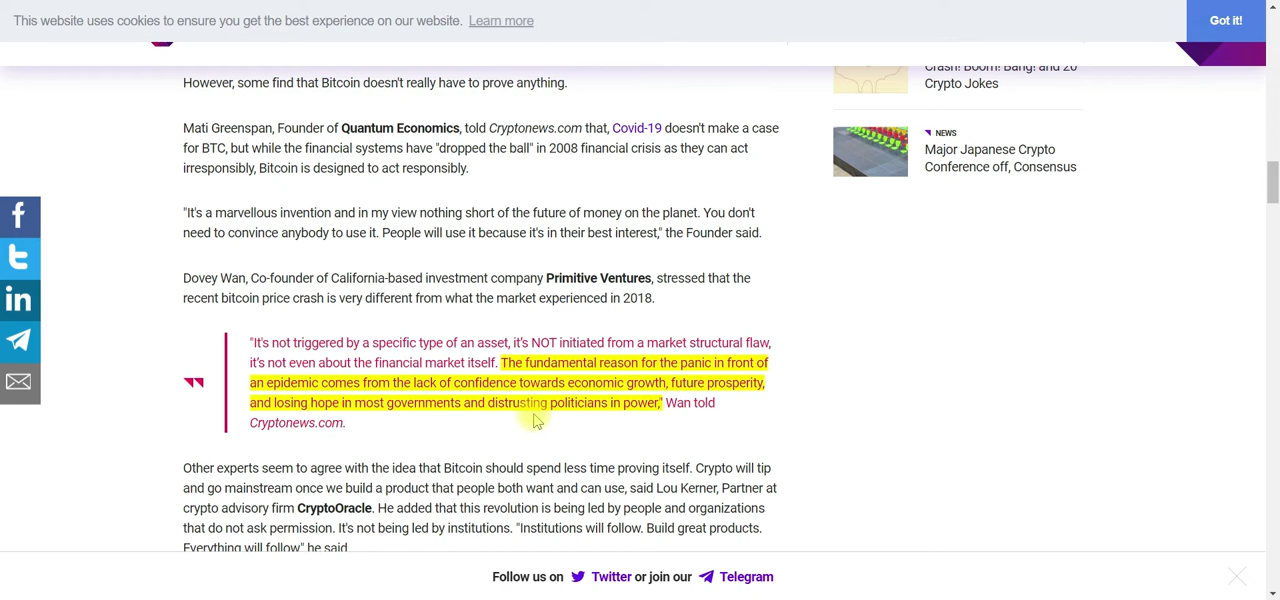 This website uses cookies to ensure you get the best experience on our website. Learn more
Got it!
However, some find that Bitcoin doesn't really have to prove anything.
Mati Greenspan, Founder of Quantum Economics, told Cryptonews.com that, Covid-19 doesn't make a case
for BTC, but while the financial systems have "dropped the ball" in 2008 financial crisis as they can act
irresponsibly, Bitcoin is designed to act responsibly.
"It's a marvellous invention and in my view nothing short of the future of money on the planet. You don't
need to convince anybody to use it. People will use it because it's in their best interest," the Founder said.
Dovey Wan, Co-founder of California-based investment company Primitive Ventures, stressed that the
recent bitcoin price crash is very different from what the market experienced in 2018.
"It's not triggered by a specific type of an asset, it's NOT initiated from a market structural flaw,
it's not even about the financial market itself. The fundamental reason for the panic in front of
an epidemic comes from the lack of confidence towards economic growth, future prosperity,
and losing hope in most governments and distrusting politicians in power," Wan told
Cryptonews.com.
Other experts seem to agree with the idea that Bitcoin should spend less time proving itself. Crypto will tip
and go mainstream once we build a product that people both want and can use, said Lou Kerner, Partner at
crypto advisory firm CryptoOracle. He added that this revolution is being led by people and organizations
that do not ask permission. It's not being led by institutions. "Institutions will follow. Build great products.
Everything will follow" he said
Crash! Boom! Bang! and 20
Crypto Jokes
NEWS
Major Japanese Crypto
Conference off, Consensus
Follow us on Twitter or join our Telegram